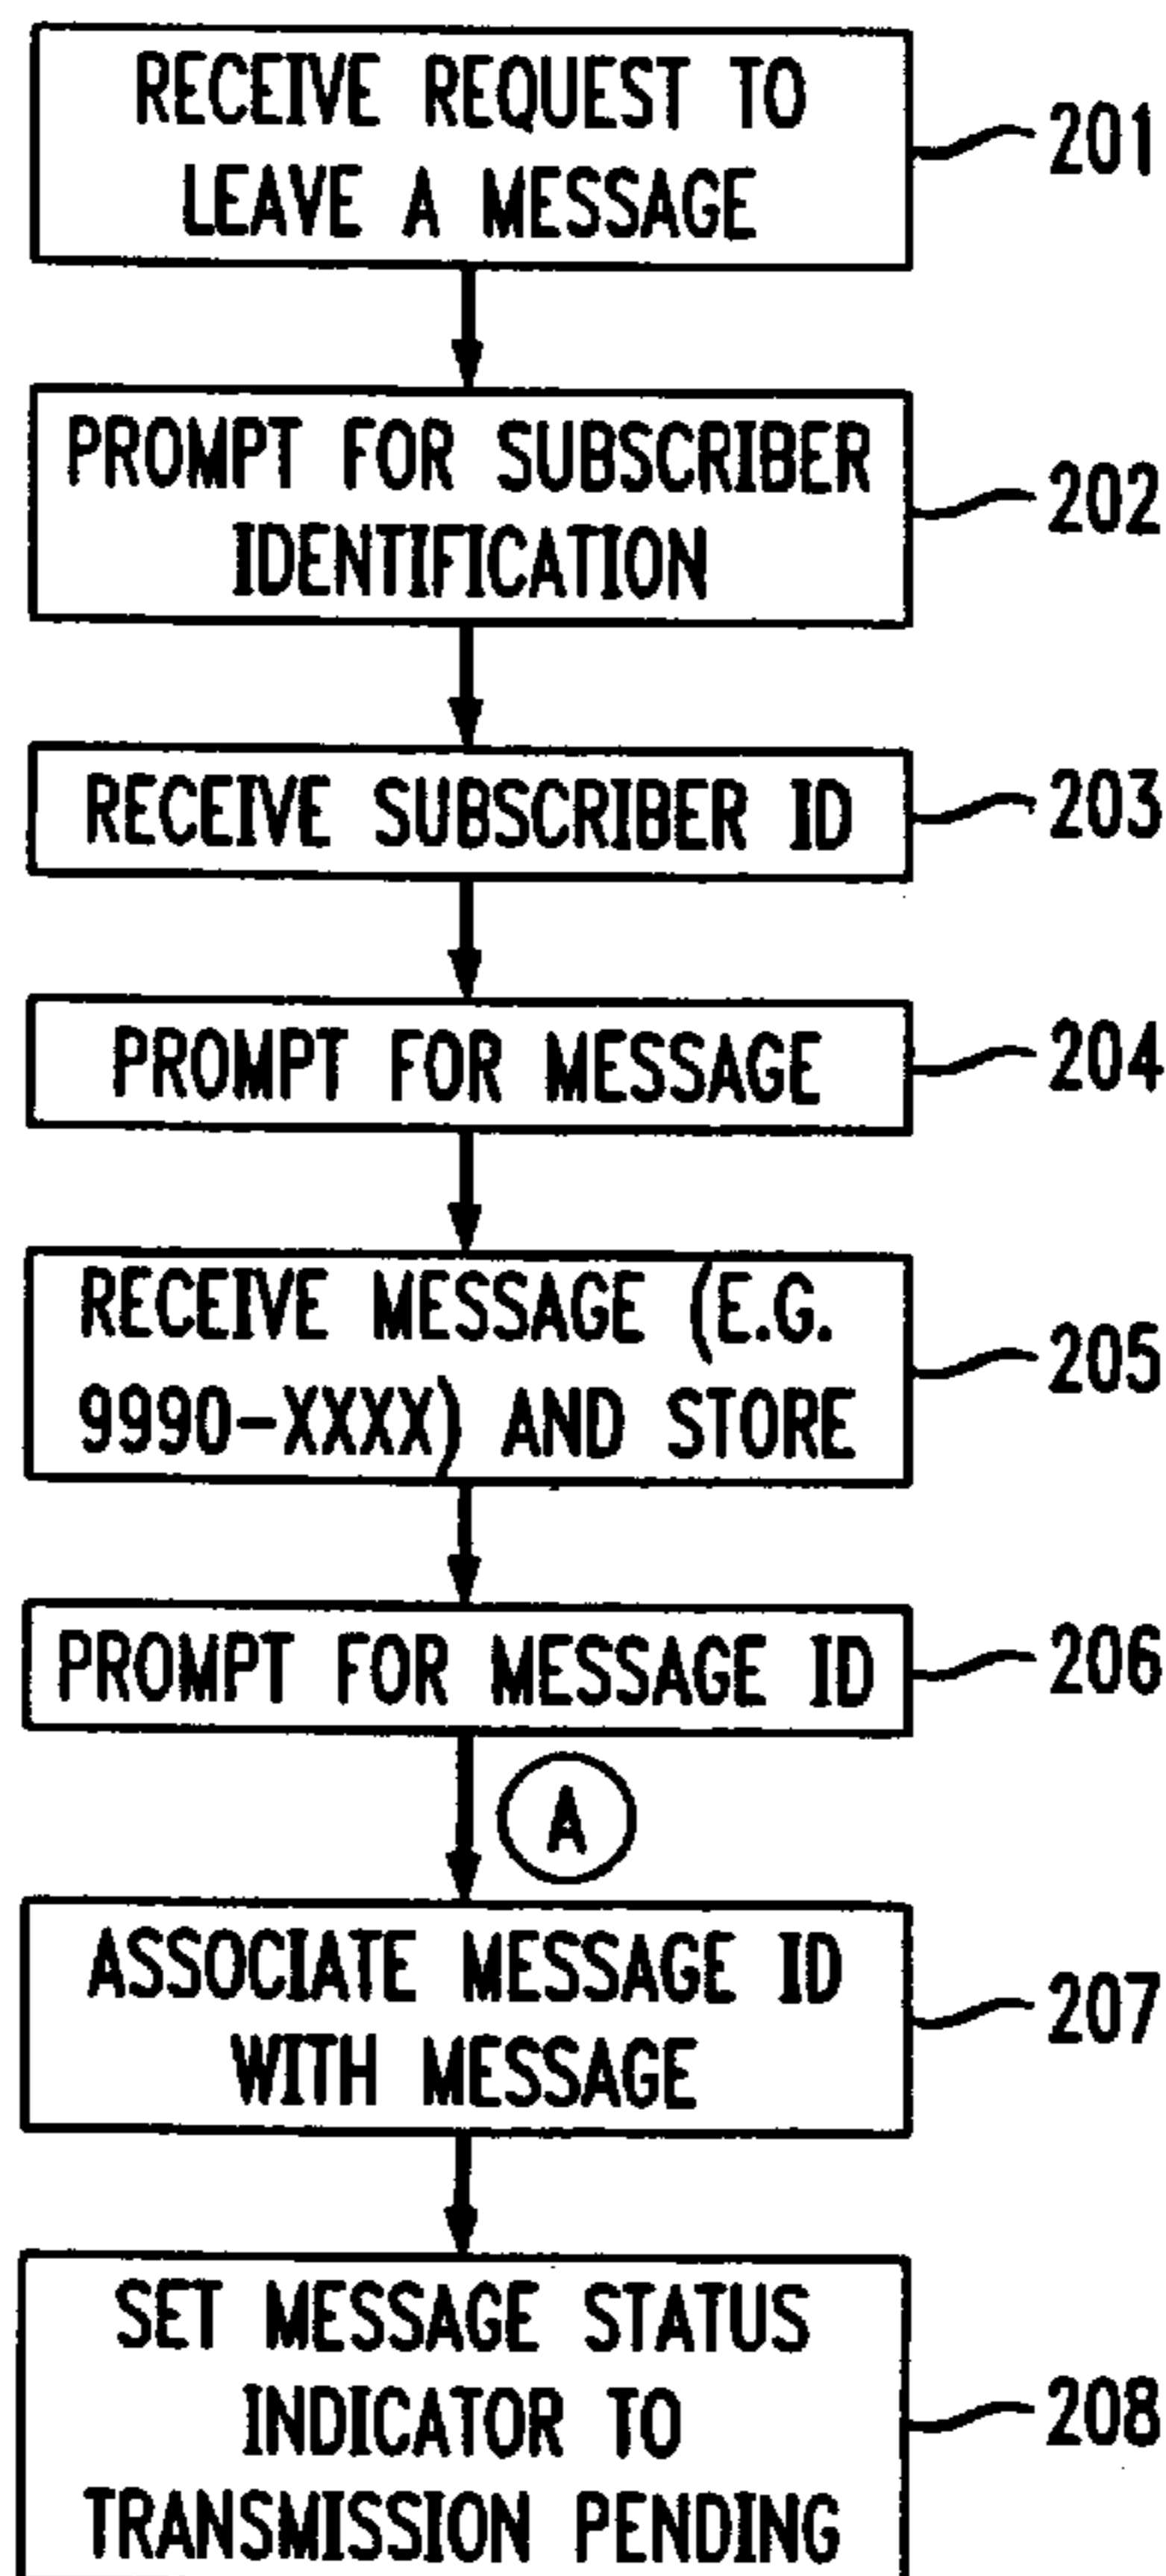 RECEIVE REQUEST TO
LEAVE A MESSAGE
201
PROMPT FOR SUBSCRIBER
IDENTIFICATION
202
RECEIVE SUBSCRIBER ID
203
PROMPT FOR MESSAGE
204
RECEIVE MESSAGE (E.G.
9990-XXXX) AND STORE
205
PROMPT FOR MESSAGE ID
206
A
ASSOCIATE MESSAGE ID
WITH MESSAGE
207
SET MESSAGE STATUS
INDICATOR TO
TRANSMISSION PENDING
208